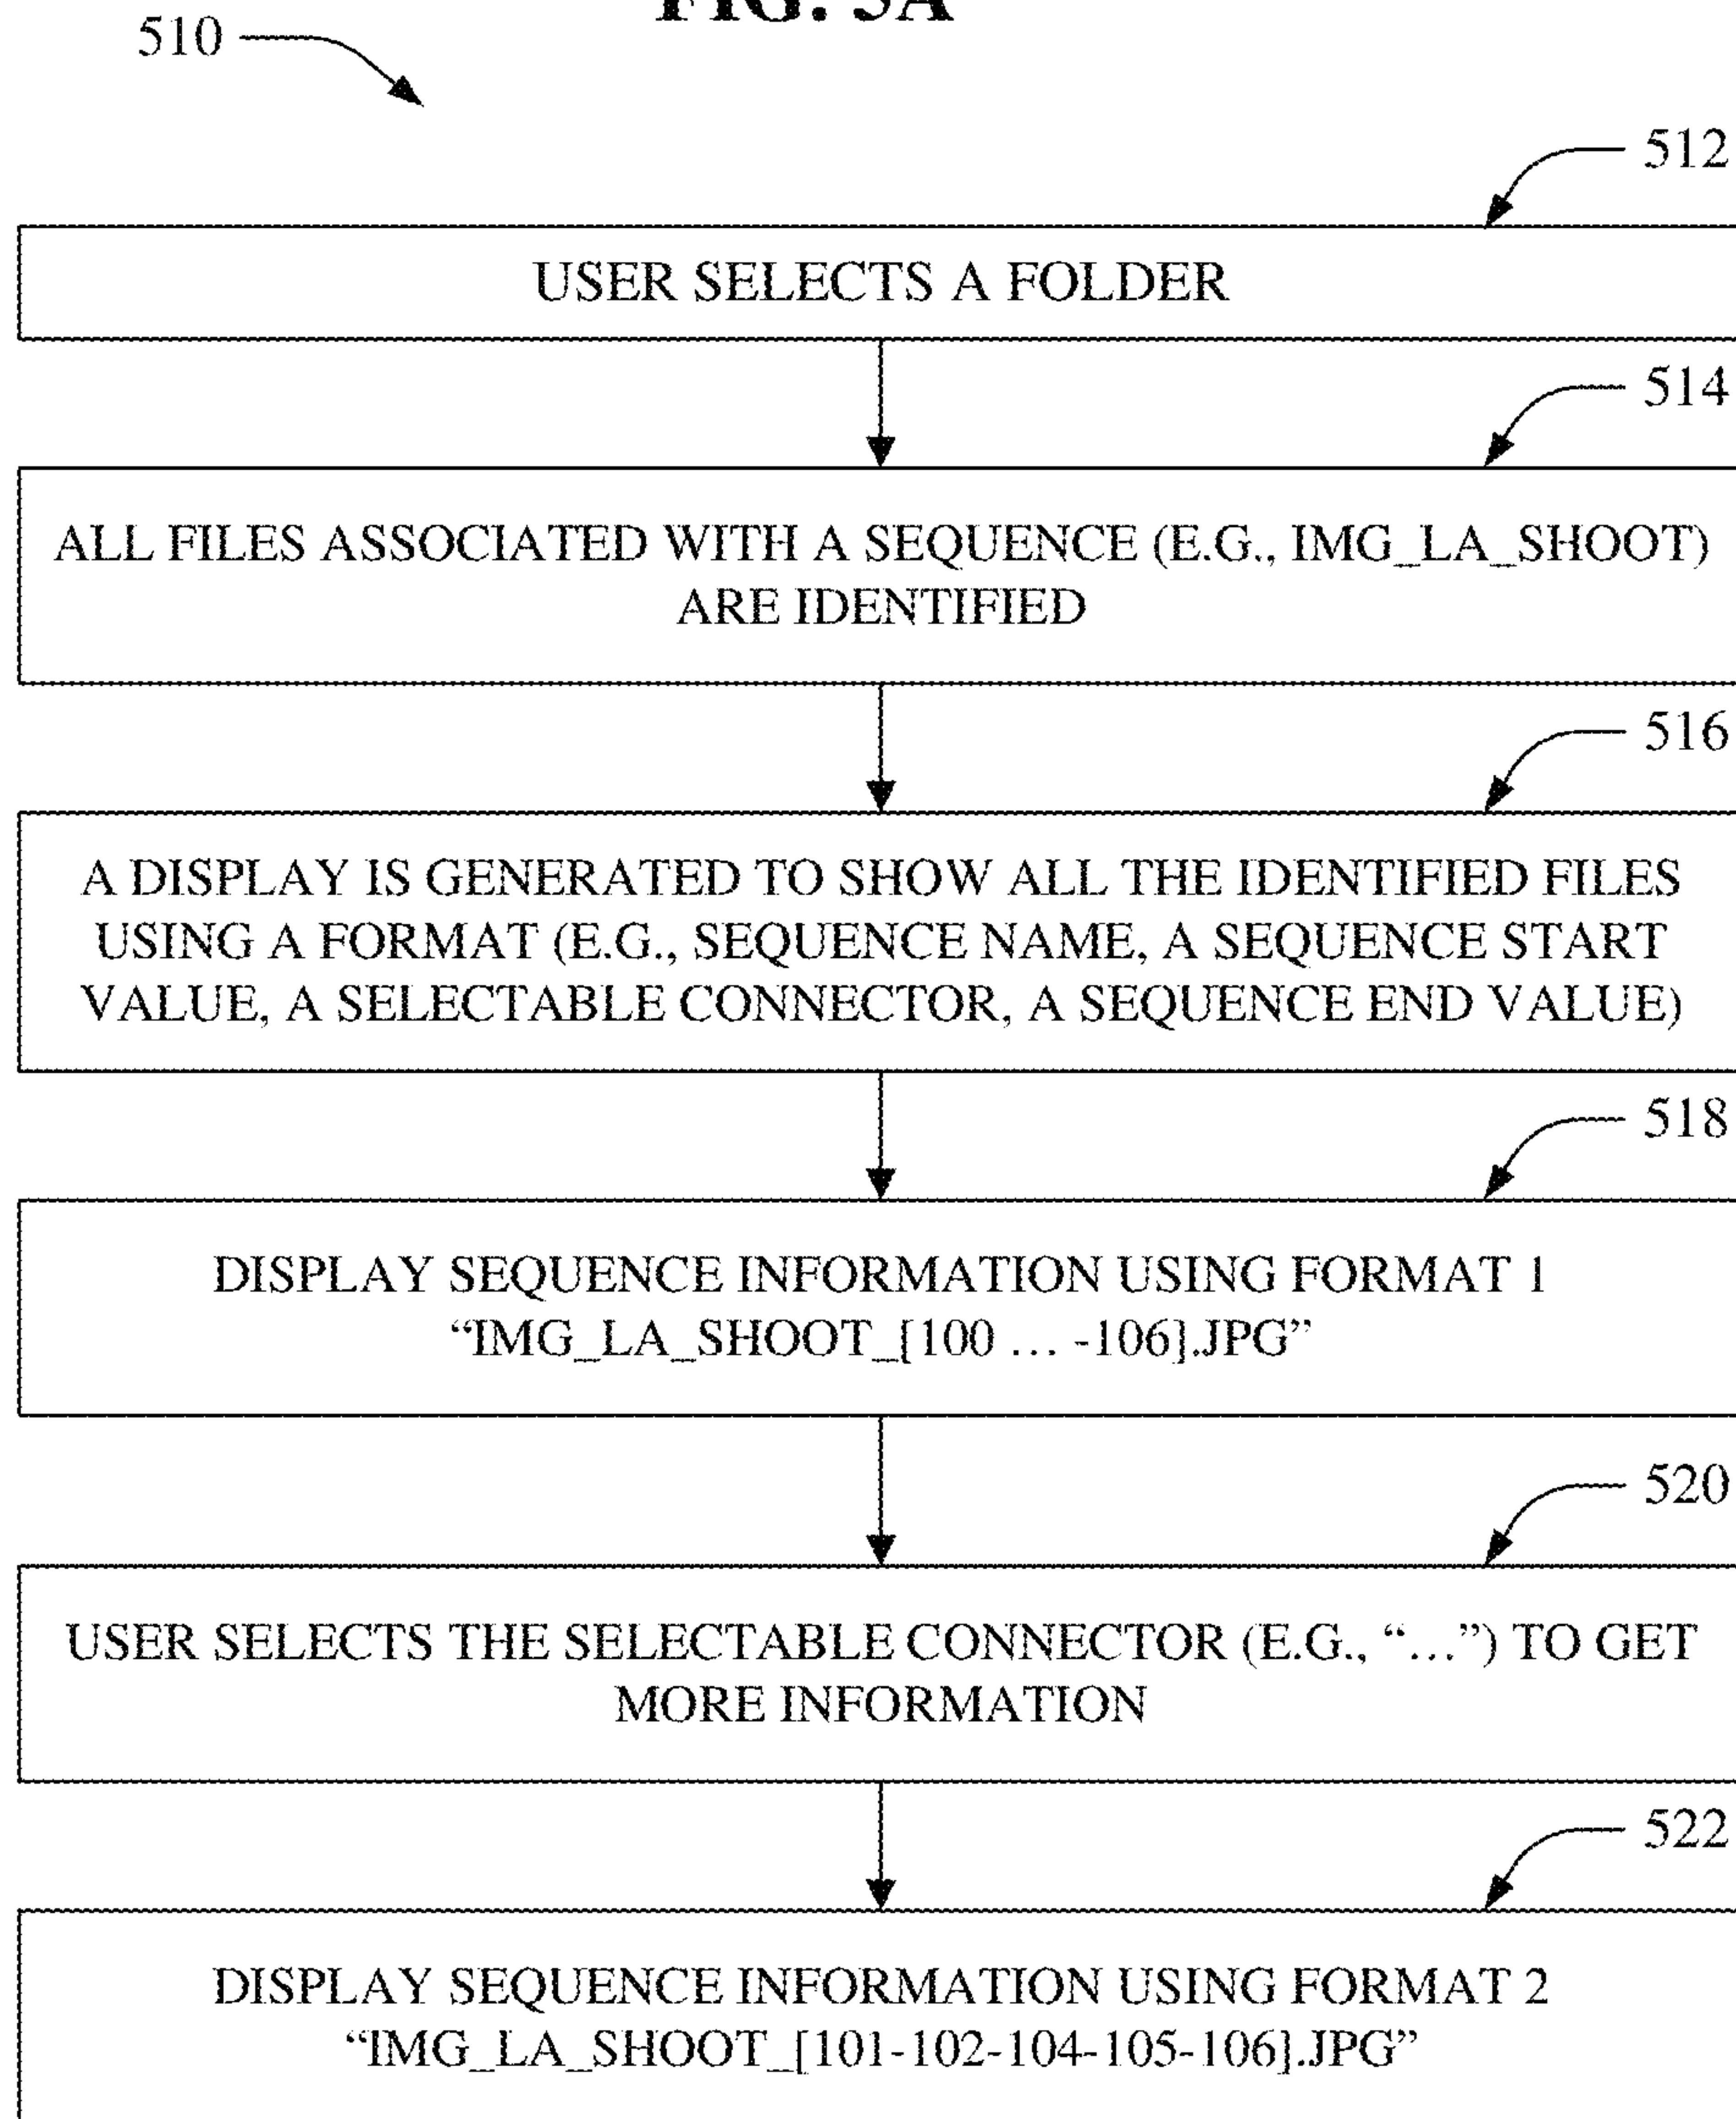 FIG. 5A
510
512
USER SELECTS A FOLDER
514
ALL FILES ASSOCIATED WITH A SEQUENCE (E.G., IMG_LA_SHOOT)
ARE IDENTIFIED
516
A DISPLAY IS GENERATED TO SHOW ALL THE IDENTIFIED FILES
USING A FORMAT (E.G., SEQUENCE NAME, A SEQUENCE START
VALUE, A SELECTABLE CONNECTOR, A SEQUENCE END VALUE)
518
DISPLAY SEQUENCE INFORMATION USING FORMAT 1
“IMG_LA_SHOOT_[100 … -106].JPG”
520
USER SELECTS THE SELECTABLE CONNECTOR (E.G., “…”) TO GET
MORE INFORMATION
522
DISPLAY SEQUENCE INFORMATION USING FORMAT 2
“IMG_LA_SHOOT_[101-102-104-105-106].JPG”